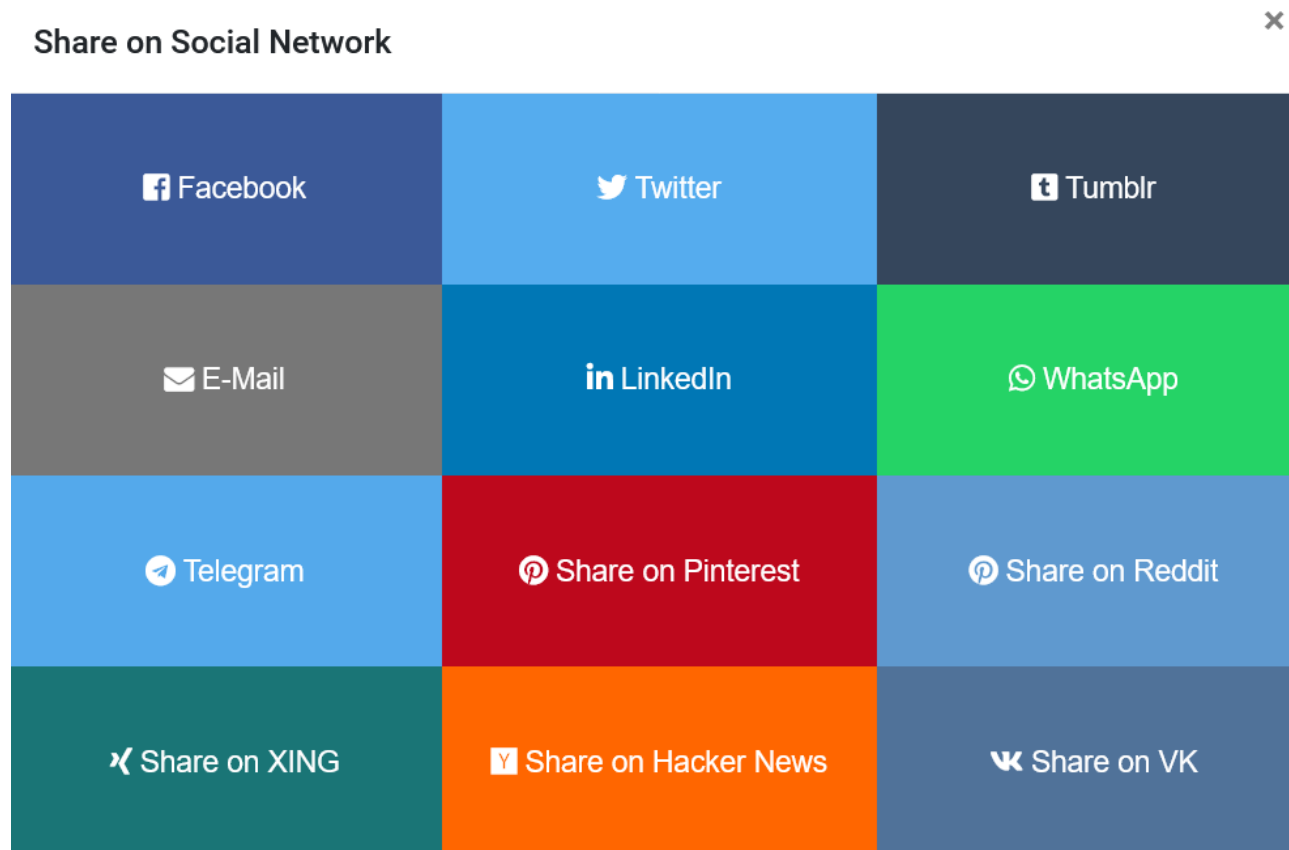 Share on Social Network
×
Facebook
Twitter
Tumblr
E-Mail
in LinkedIn
WhatsApp
Telegram
Share on Pinterest
Share on Reddit
Share on XING
Y Share on Hacker News
Share on VK